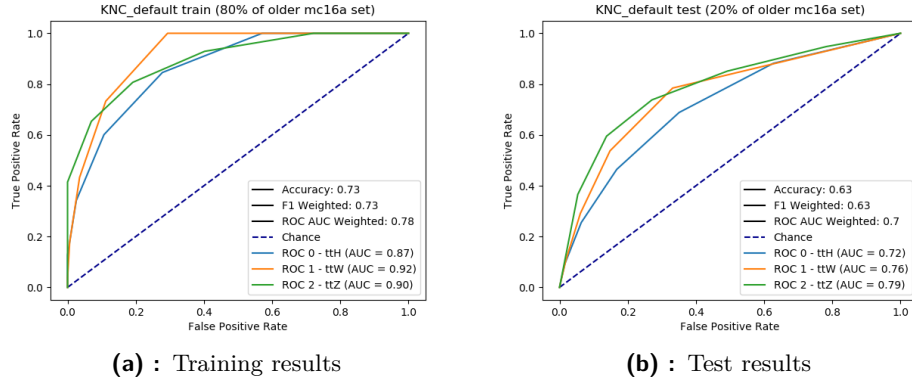 KNC_default train (80% of older mc16a set)
1.0
0.8
0.6
0.4
0.2
0.0
True Positive Rate
Accuracy: 0.73
F1 Weighted: 0.73
ROC AUC Weighted: 0.78
Chance
ROC 0 - ttH (AUC = 0.87)
ROC 1 - ttW (AUC = 0.92)
ROC 2 - ttZ (AUC = 0.90)
0.0 0.2 0.4 0.6 0.8 1.0
False Positive Rate
(a) : Training results
KNC_default test (20% of older mc16a set)
1.0
0.8
0.6
0.4
0.2
0.0
True Positive Rate
Accuracy: 0.63
F1 Weighted: 0.63
ROC AUC Weighted: 0.7
Chance
ROC 0 - ttH (AUC = 0.72)
ROC 1 - ttW (AUC = 0.76)
ROC 2 - ttZ (AUC = 0.79)
0.0 0.2 0.4 0.6 0.8 1.0
False Positive Rate
(b) : Test results